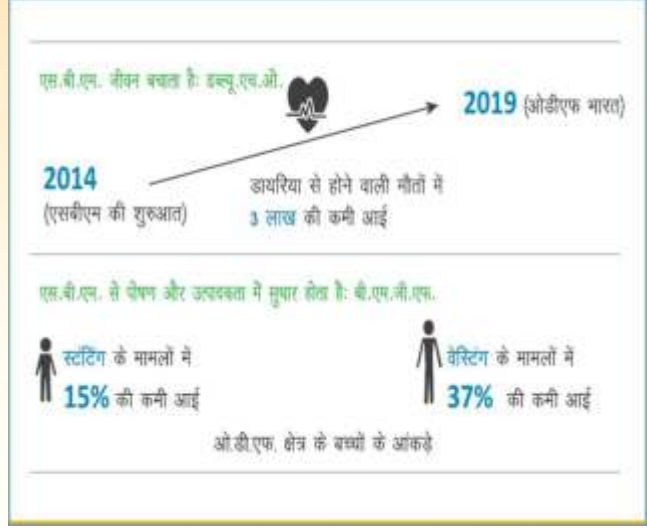 एस.बी.एम. जीवन बचाता है: डब्ल्यू.एच.ओ.
2019 (ओडीएफ भारत)
2014
(एसबीएम की शुरुआत)
डायरिया से होने वाली मौतों में
3 लाख की कमी आई
एस.बी.एम. से पोषण और उत्पादकता में सुधार होता है: बी.एम.जी.एफ.
स्टंटिंग के मामलों में
15% की कमी आई
वेस्टिंग के मामलों में
37% की कमी आई
ओ.डी.एफ. क्षेत्र के बच्चों के आंकड़े